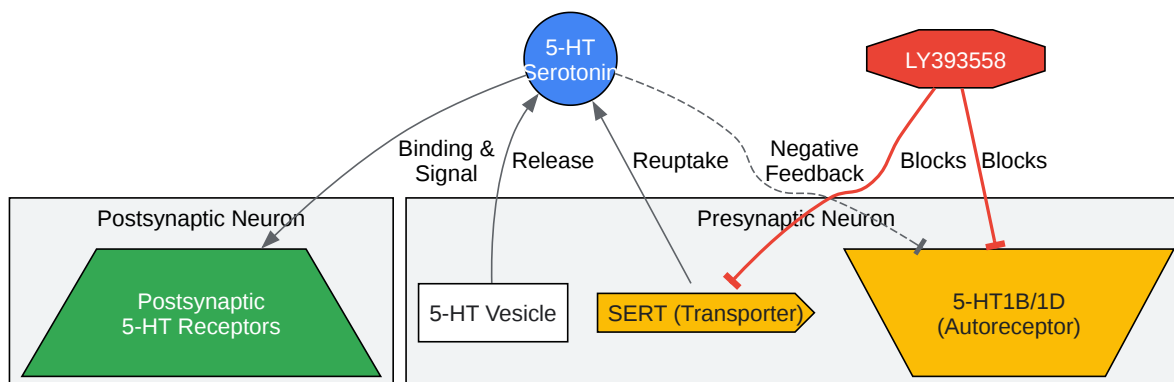 5-HT
Serotonin
LY393558
Binding &
Signal
Release
Reuptake
Negative
Feedback
Blocks
Blocks
Postsynaptic Neuron
Presynaptic Neuron
Postsynaptic
5-HT Receptors
5-HT Vesicle
SERT (Transporter)
5-HT1B/1D
(Autoreceptor)